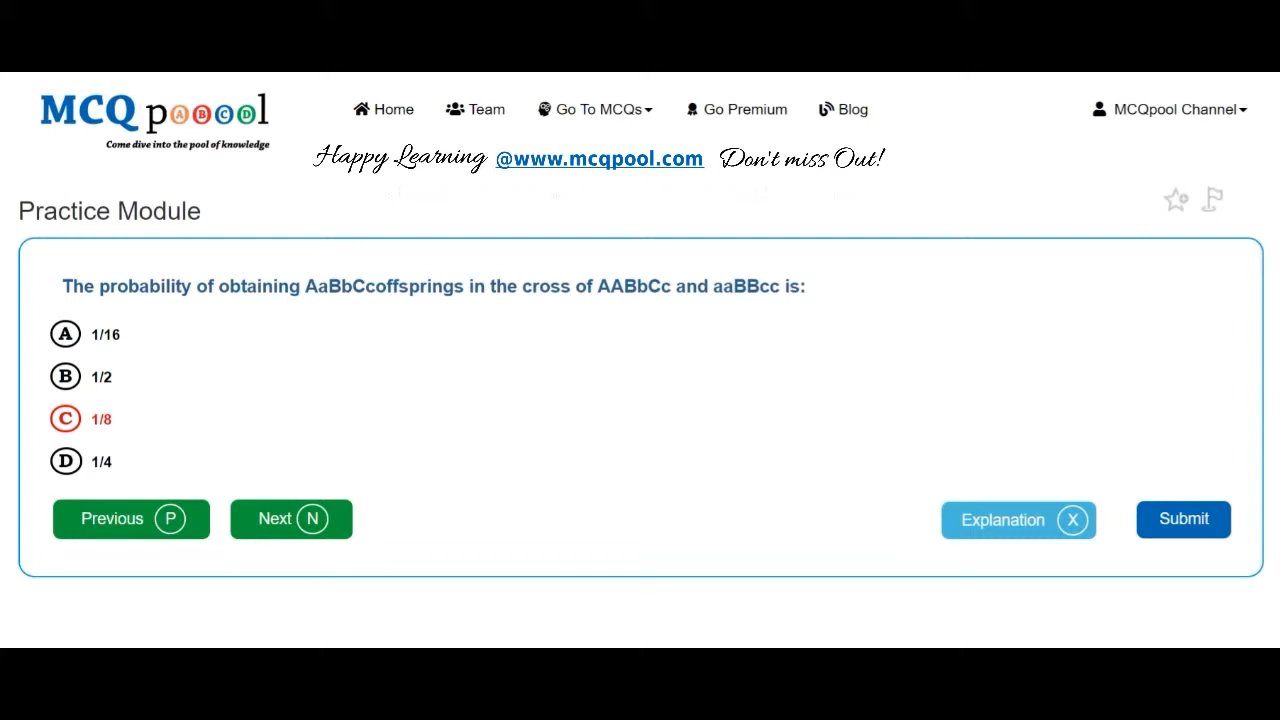 MCQ pABCDl
Come dive into the pool of knowledge
Home Team Go To MCQs Go Premium Blog MCQpool Channel
Happy Learning @www.mcqpool.com Don't miss Out!
Practice Module
The probability of obtaining AaBbCcoffsprings in the cross of AABbCc and aaBBcc is:
A 1/16
B 1/2
C 1/8
D 1/4
Previous P Next N Explanation X Submit